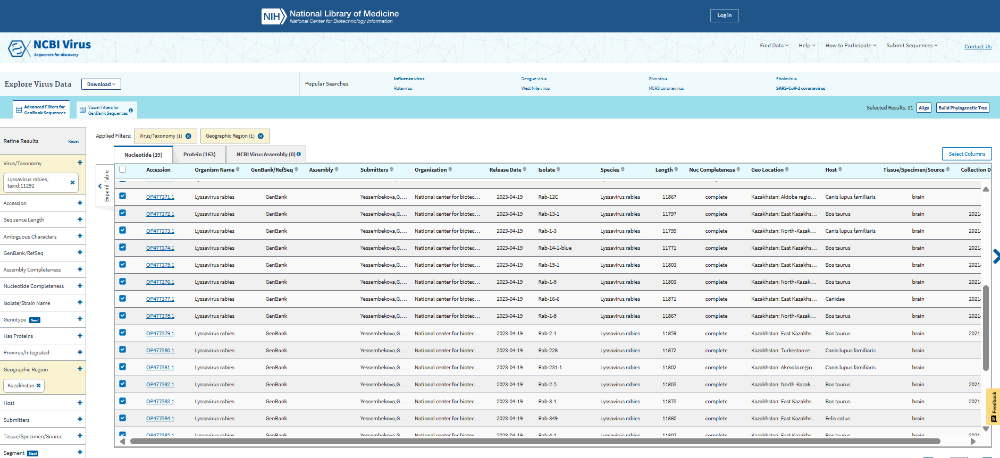 NIH National Library of Medicine
National Center for Biotechnology Information
Log in
NCBI Virus
Sequences for discovery
Find Data Help How to Participate Submit Sequences Contact Us
Explore Virus Data Download
Popular Searches
Influenza virus Dengue virus Zika virus Ebolavirus
Rotavirus West Nile virus MERS coronavirus SARS-CoV-2 coronavirus
Advanced Filters for GenBank Sequences
Visual Filters for GenBank Sequences
Selected Results: 31 Align Build Phylogenetic Tree
Refine Results Reset
Virus/Taxonomy
Lyssavirus rabies, taxid:11292
Accession
Sequence Length
Ambiguous Characters
GenBank/RefSeq
Assembly Completeness
Nucleotide Completeness
Isolate/Strain Name
Genotype New!
Has Proteins
Provirus/Integrated
Geographic Region
Kazakhstan
Host
Submitters
Tissue/Specimen/Source
Segment New!
Applied Filters: Virus/Taxonomy (1) Geographic Region (1)
Nucleotide (39) Protein (163) NCBI Virus Assembly (0)
Select Columns
Expand Table
Accession Organism Name GenBank/RefSeq Assembly Submitters Organization Release Date Isolate Species Length Nuc Completeness Geo Location Host Tissue/Specimen/Source Collection D
OP477371.1 Lyssavirus rabies GenBank Yessembekova,G.... National center for biotec... 2023-04-19 Rab-12C Lyssavirus rabies 11867 complete Kazakhstan: Aktobe regio... Canis lupus familiaris brain
OP477372.1 Lyssavirus rabies GenBank Yessembekova,G.... National center for biotec... 2023-04-19 Rab-13-1 Lyssavirus rabies 11797 complete Kazakhstan: East Kazakhs... Bos taurus brain 2021-
OP477373.1 Lyssavirus rabies GenBank Yessembekova,G.... National center for biotec... 2023-04-19 Rab-1-3 Lyssavirus rabies 11799 complete Kazakhstan: North-Kazak... Canis lupus familiaris brain 2021-
OP477374.1 Lyssavirus rabies GenBank Yessembekova,G.... National center for biotec... 2023-04-19 Rab-14-1-blue Lyssavirus rabies 11771 complete Kazakhstan: East Kazakhs... Bos taurus brain 2021-
OP477375.1 Lyssavirus rabies GenBank Yessembekova,G.... National center for biotec... 2023-04-19 Rab-15-1 Lyssavirus rabies 11803 complete Kazakhstan: East Kazakhs... Bos taurus brain 2021-
OP477376.1 Lyssavirus rabies GenBank Yessembekova,G.... National center for biotec... 2023-04-19 Rab-1-5 Lyssavirus rabies 11803 complete Kazakhstan: North-Kazak... Bos taurus brain 2021-
OP477377.1 Lyssavirus rabies GenBank Yessembekova,G.... National center for biotec... 2023-04-19 Rab-16-6 Lyssavirus rabies 11871 complete Kazakhstan: East Kazakhs... Canidae brain 2021-
OP477378.1 Lyssavirus rabies GenBank Yessembekova,G.... National center for biotec... 2023-04-19 Rab-1-8 Lyssavirus rabies 11867 complete Kazakhstan: North-Kazak... Bos taurus brain 2021-
OP477379.1 Lyssavirus rabies GenBank Yessembekova,G.... National center for biotec... 2023-04-19 Rab-2-1 Lyssavirus rabies 11859 complete Kazakhstan: East Kazakhs... Bos taurus brain 2021-
OP477380.1 Lyssavirus rabies GenBank Yessembekova,G.... National center for biotec... 2023-04-19 Rab-228 Lyssavirus rabies 11872 complete Kazakhstan: Turkestan re... Canis lupus familiaris brain
OP477381.1 Lyssavirus rabies GenBank Yessembekova,G.... National center for biotec... 2023-04-19 Rab-231-1 Lyssavirus rabies 11802 complete Kazakhstan: Akmola regio... Canis lupus familiaris brain
OP477382.1 Lyssavirus rabies GenBank Yessembekova,G.... National center for biotec... 2023-04-19 Rab-2-5 Lyssavirus rabies 11803 complete Kazakhstan: North-Kazak... Bos taurus brain 2021-
OP477383.1 Lyssavirus rabies GenBank Yessembekova,G.... National center for biotec... 2023-04-19 Rab-3-1 Lyssavirus rabies 11873 complete Kazakhstan: East Kazakhs... Bos taurus brain 2021-
OP477384.1 Lyssavirus rabies GenBank Yessembekova,G.... National center for biotec... 2023-04-19 Rab-349 Lyssavirus rabies 11860 complete Kazakhstan: East Kazakhs... Felis catus brain
OP477385.1 Lyssavirus rabies GenBank Yessembekova,G National center for biotec 2023-04-19 Rab-4-1 Lyssavirus rabies 11802 complete Kazakhstan: East Kazakhs Bos taurus brain 2021-
Feedback